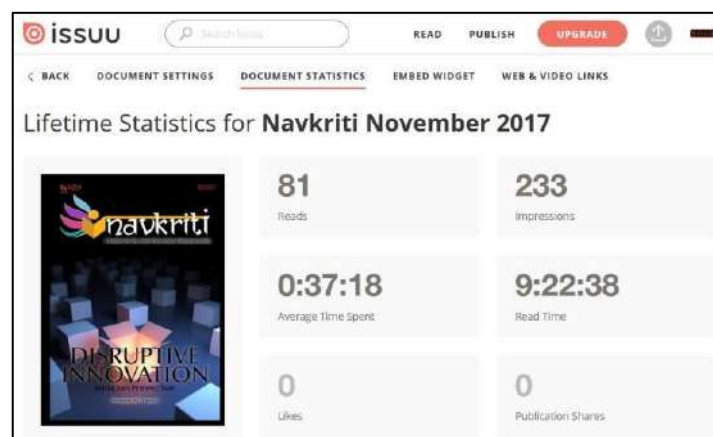 issuu
Search Issuu
READ
PUBLISH
UPGRADE
BACK
DOCUMENT SETTINGS
DOCUMENT STATISTICS
EMBED WIDGET
WEB & VIDEO LINKS
Lifetime Statistics for Navkriti November 2017
navkriti
DISRUPTIVE
INNOVATION
81
Reads
233
Impressions
0:37:18
Average Time Spent
9:22:38
Read Time
0
Likes
0
Publication Shares